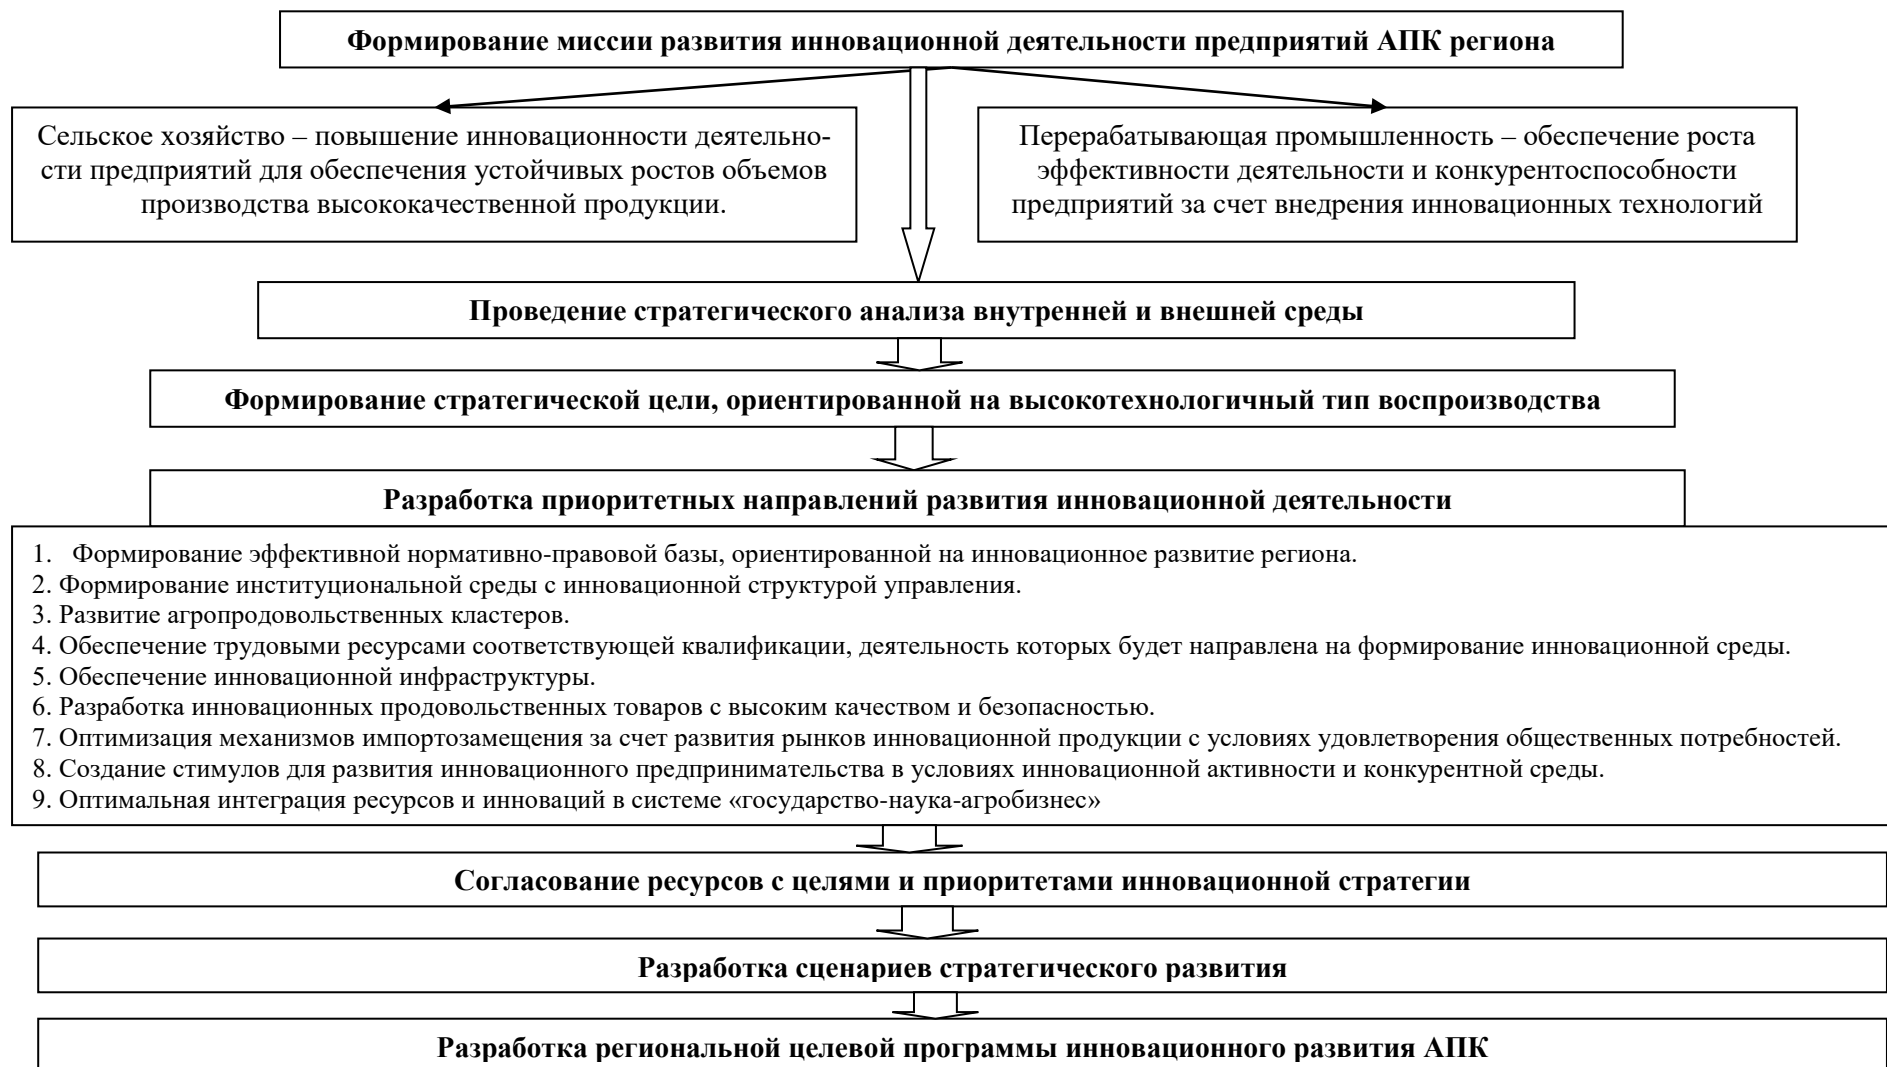 Формирование миссии развития инновационной деятельности предприятий АПК региона
Сельское хозяйство – повышение инновационности деятельно-
сти предприятий для обеспечения устойчивых ростов объемов
производства высококачественной продукции.
Перерабатывающая промышленность – обеспечение роста
эффективности деятельности и конкурентоспособности
предприятий за счет внедрения инновационных технологий
Проведение стратегического анализа внутренней и внешней среды
Формирование стратегической цели, ориентированной на высокотехнологичный тип воспроизводства
Разработка приоритетных направлений развития инновационной деятельности
1. Формирование эффективной нормативно-правовой базы, ориентированной на инновационное развитие региона.
2. Формирование институциональной среды с инновационной структурой управления.
3. Развитие агропродовольственных кластеров.
4. Обеспечение трудовыми ресурсами соответствующей квалификации, деятельность которых будет направлена на формирование инновационной среды.
5. Обеспечение инновационной инфраструктуры.
6. Разработка инновационных продовольственных товаров с высоким качеством и безопасностью.
7. Оптимизация механизмов импортозамещения за счет развития рынков инновационной продукции с условиях удовлетворения общественных потребностей.
8. Создание стимулов для развития инновационного предпринимательства в условиях инновационной активности и конкурентной среды.
9. Оптимальная интеграция ресурсов и инноваций в системе «государство-наука-агробизнес»
Согласование ресурсов с целями и приоритетами инновационной стратегии
Разработка сценариев стратегического развития
Разработка региональной целевой программы инновационного развития АПК